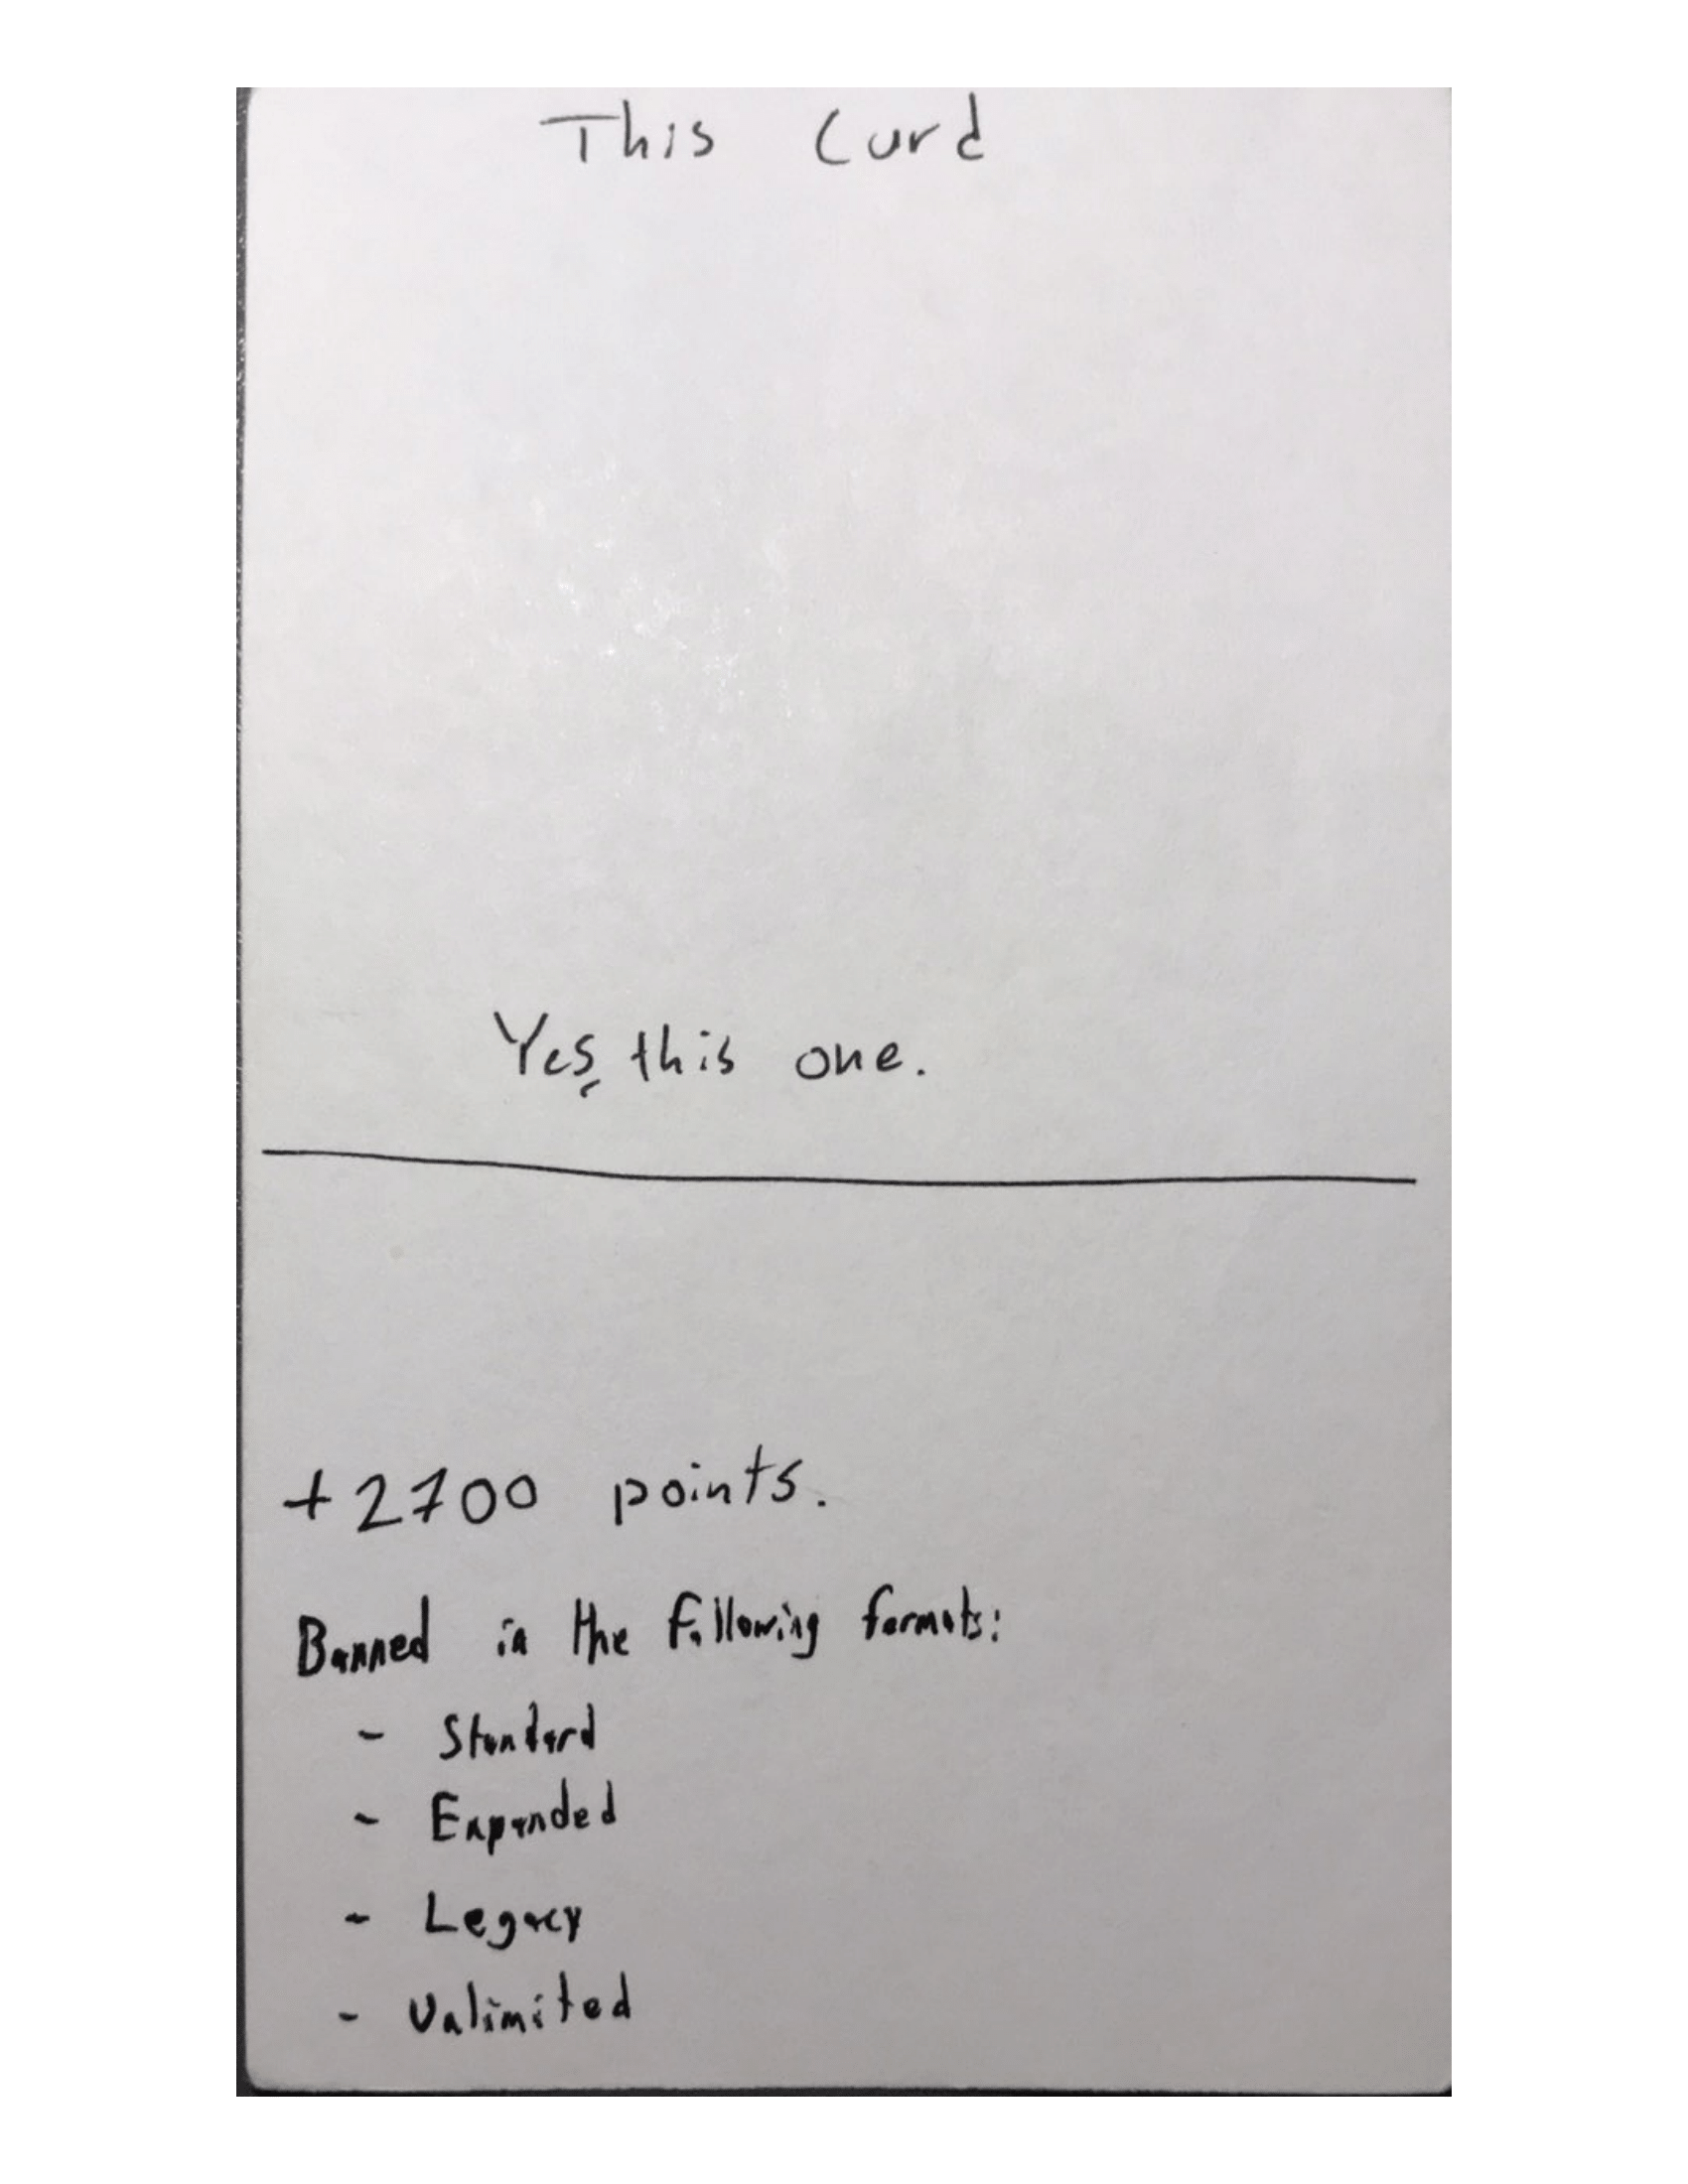 This Card
Yes, this one.
+2700 points.
Banned in the following formats:
- Standard
- Expanded
- Legacy
- Unlimited